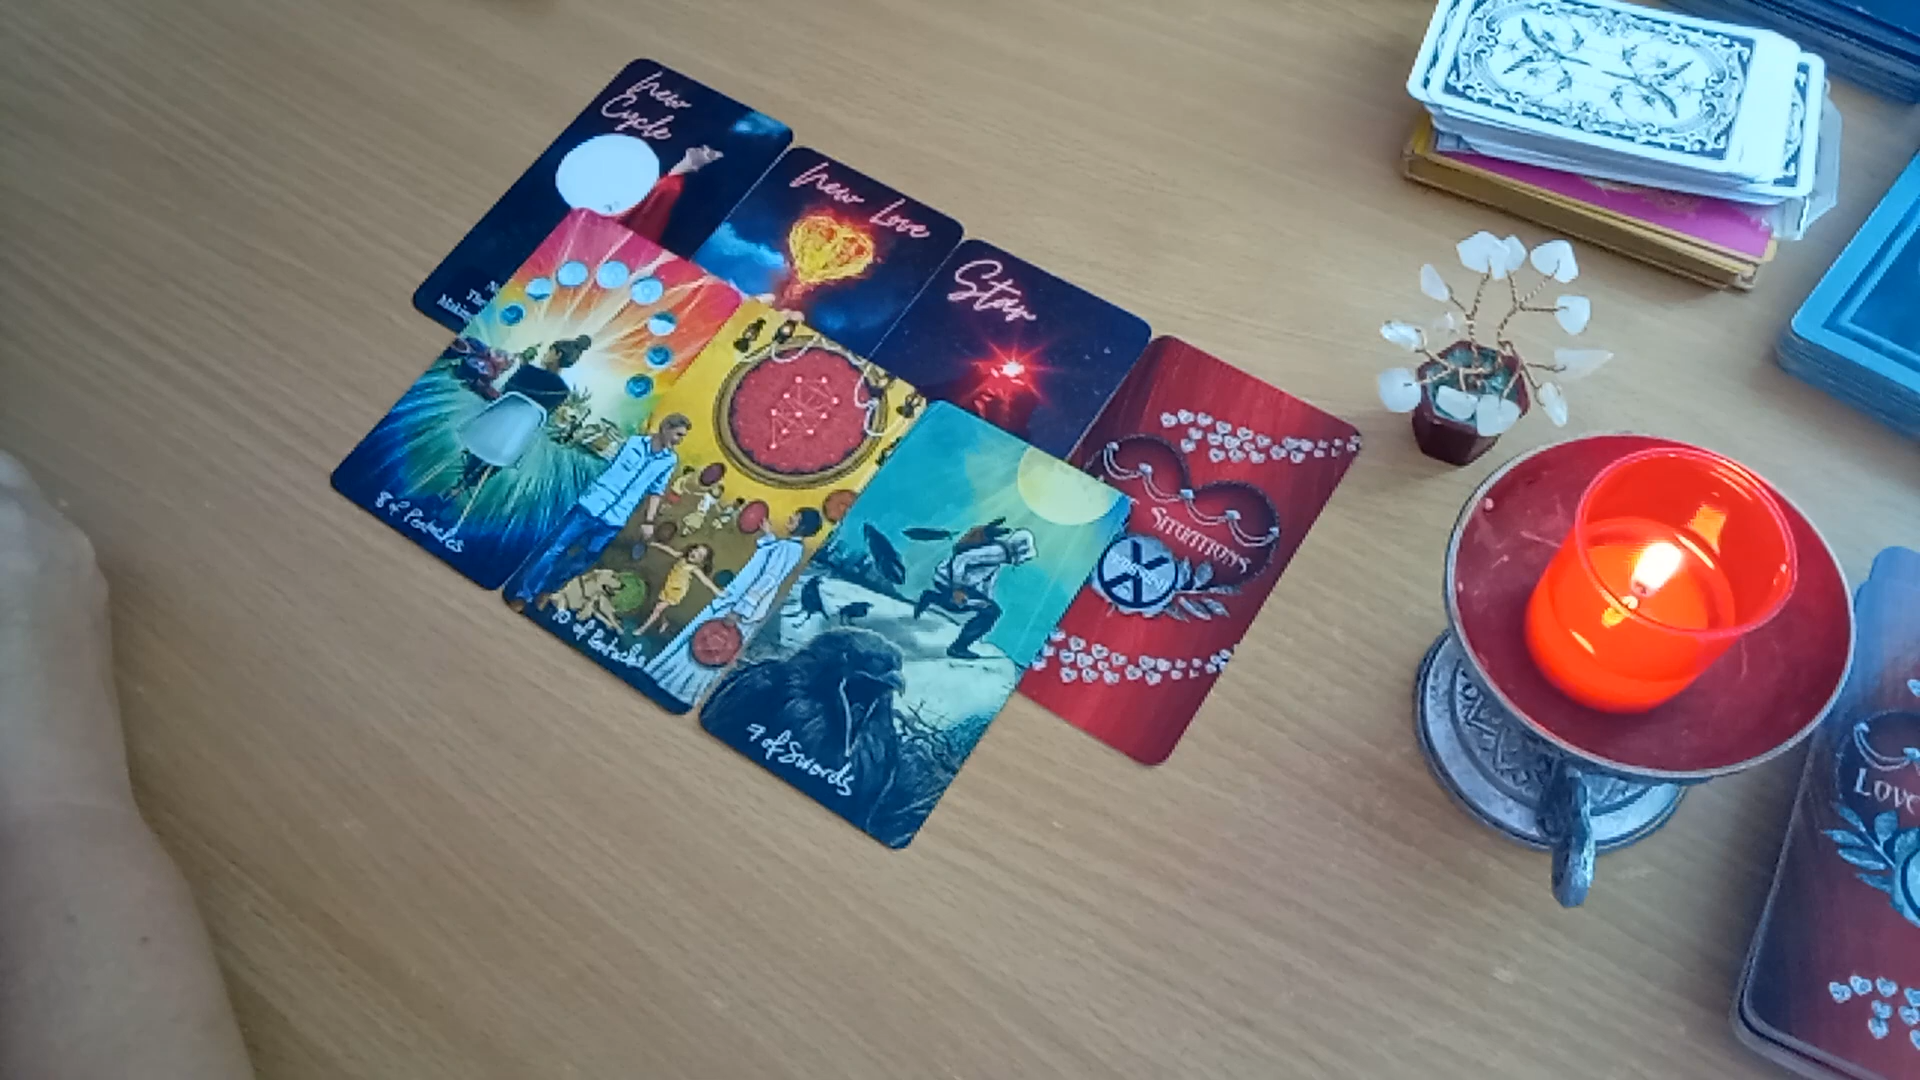 New
Cycle
New Love
Star
SITUATIONS
8 of Pentacles
10 of Pentacles
7 of Swords
LOVE